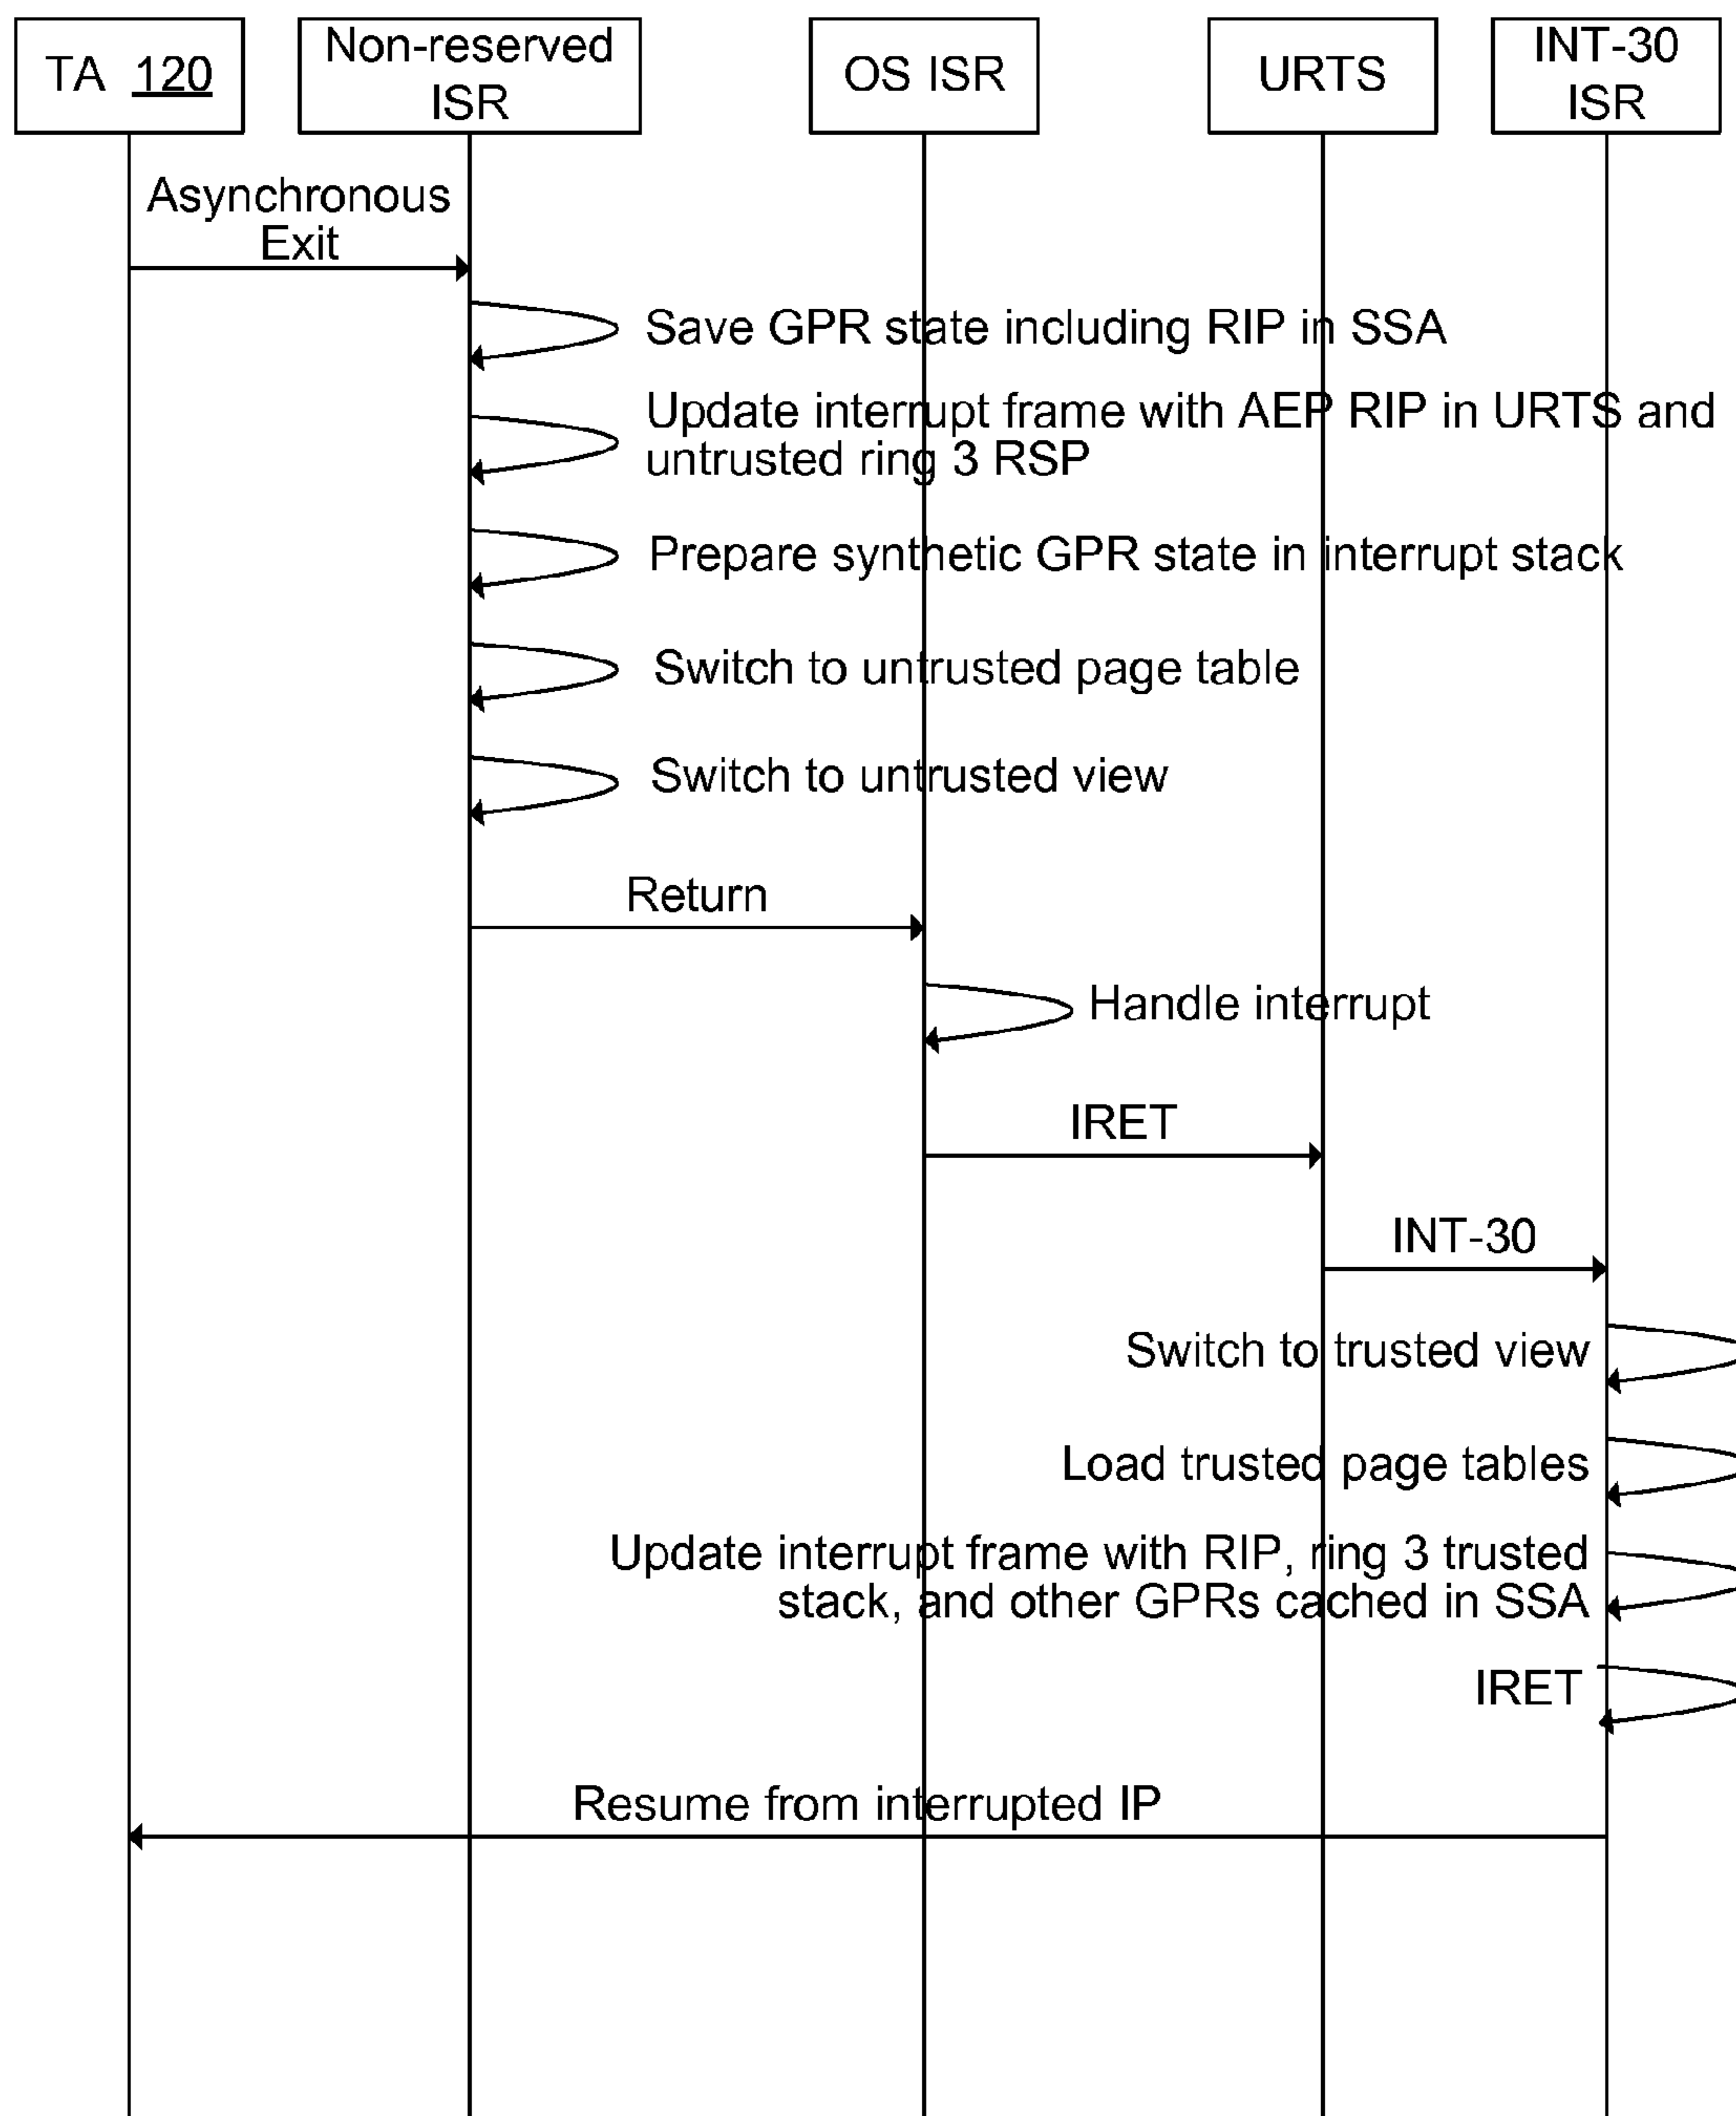 TA 120
Non-reserved
ISR
OS ISR
URTS
INT-30
ISR
Asynchronous
Exit
Save GPR state including RIP in SSA
Update interrupt frame with AEP RIP in URTS and
untrusted ring 3 RSP
Prepare synthetic GPR state in interrupt stack
Switch to untrusted page table
Switch to untrusted view
Return
Handle interrupt
IRET
INT-30
Switch to trusted view
Load trusted page tables
Update interrupt frame with RIP, ring 3 trusted
stack, and other GPRs cached in SSA
IRET
Resume from interrupted IP